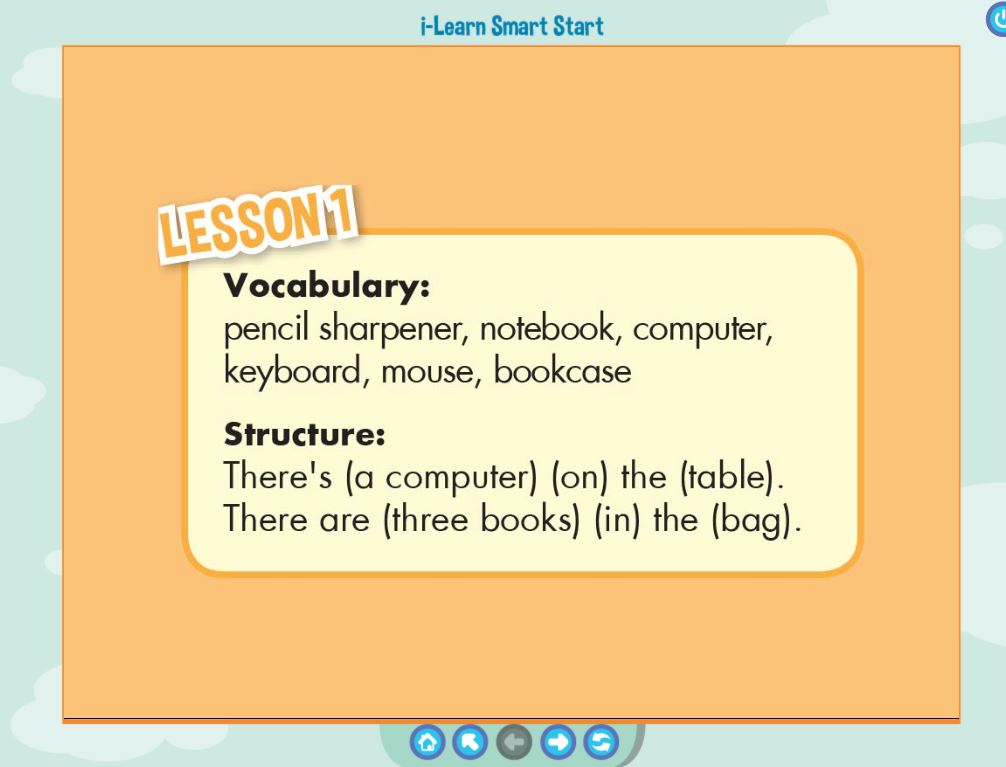 i-Learn Smart Start
LESSON 1
Vocabulary:
pencil sharpener, notebook, computer,
keyboard, mouse, bookcase
Structure:
There's (a computer) (on) the (table).
There are (three books) (in) the (bag).